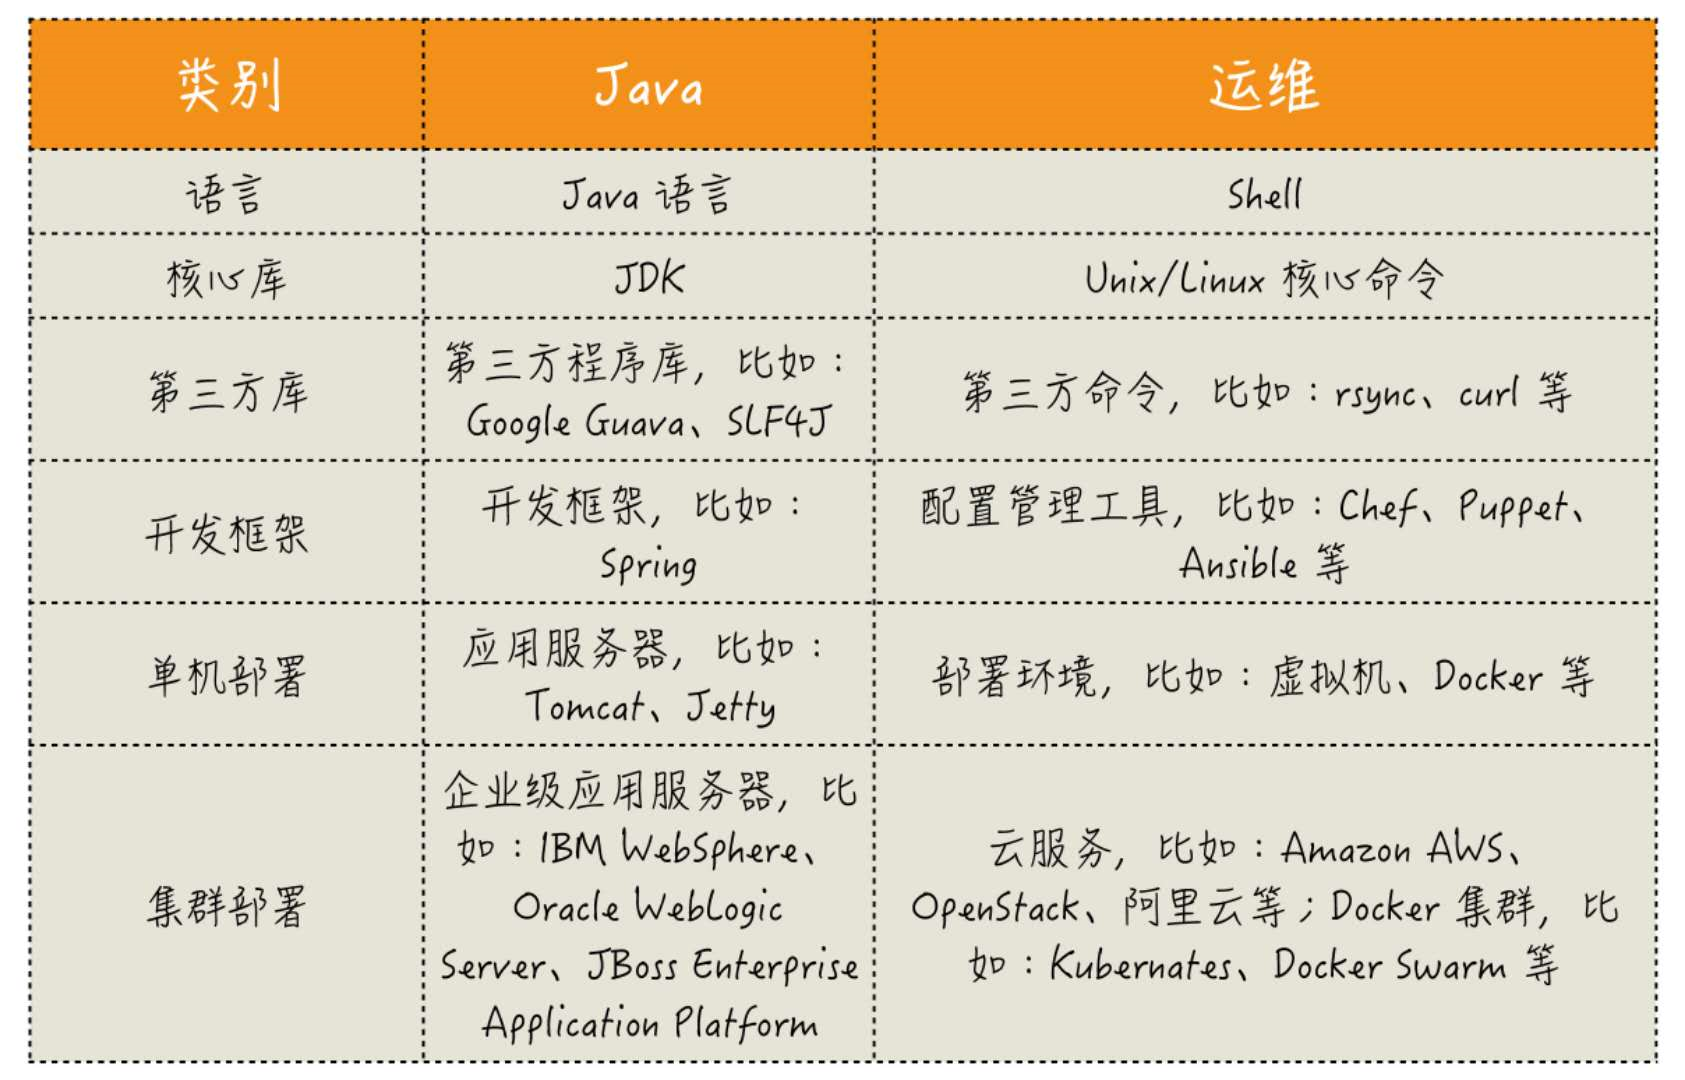 类别
Java
运维
语言
Java 语言
Shell
核心库
JDK
Unix/Linux 核心命令
第三方库
第三方程序库，比如：
Google Guava、SLF4J
第三方命令，比如：rsync、curl 等
开发框架
开发框架，比如：
Spring
配置管理工具，比如：Chef、Puppet、
Ansible 等
单机部署
应用服务器，比如：
Tomcat、Jetty
部署环境，比如：虚拟机、Docker 等
集群部署
企业级应用服务器，比
如：IBM WebSphere、
Oracle WebLogic
Server、JBoss Enterprise
Application Platform
云服务，比如：Amazon AWS、
OpenStack、阿里云等；Docker 集群，比
如：Kubernates、Docker Swarm 等